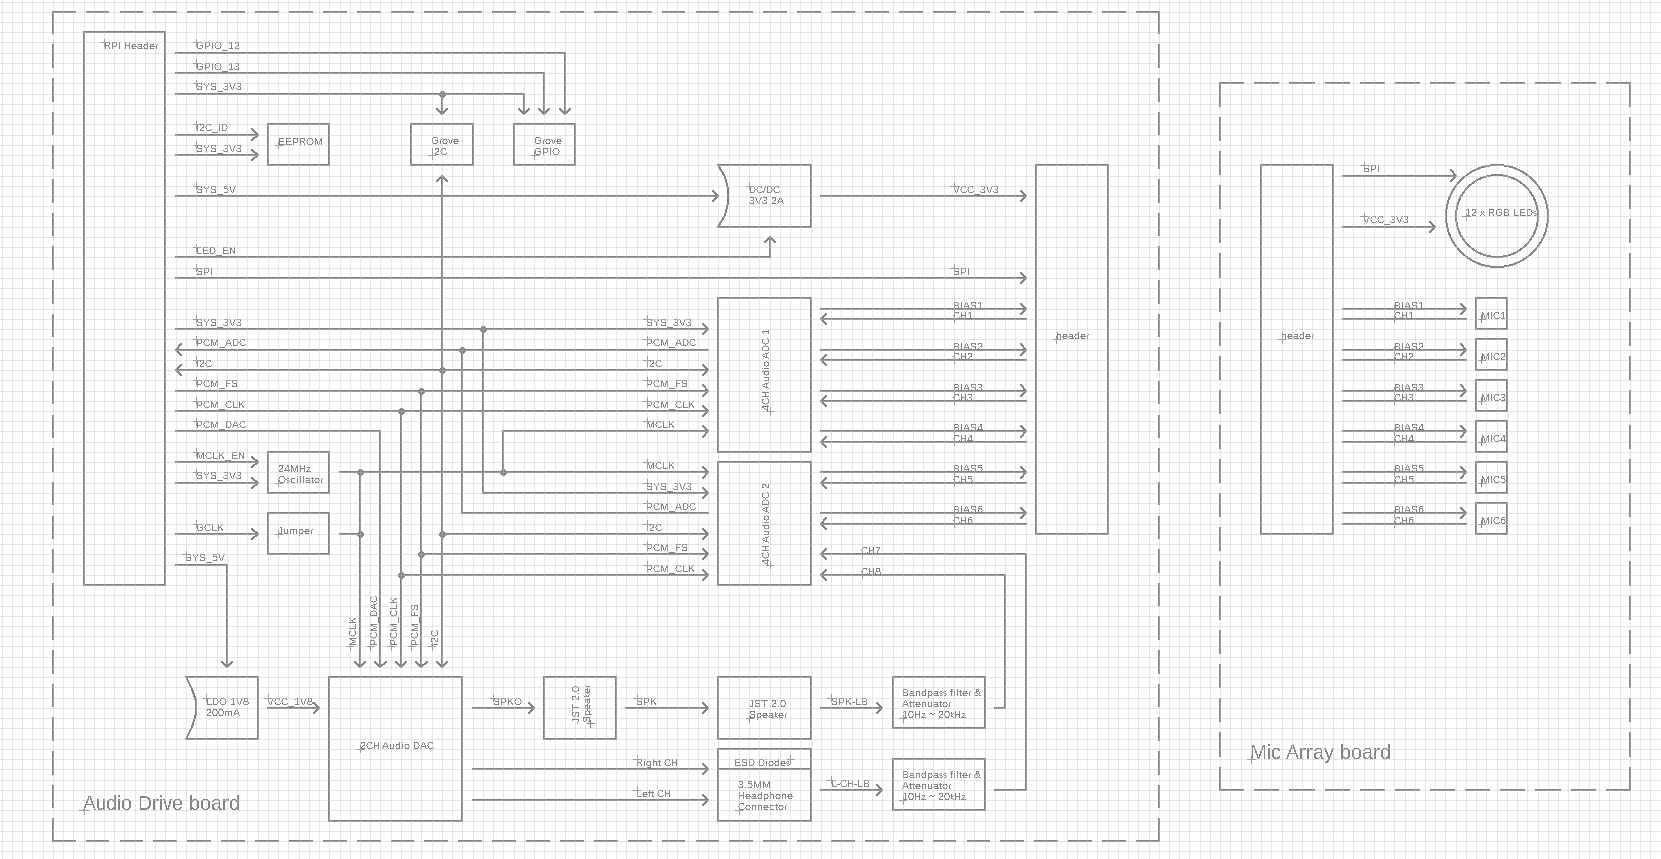 RPI Header
GPIO_12
GPIO_13
SYS_3V3
I2C_ID
SYS_3V3
EEPROM
Grove
I2C
Grove
GPIO
SYS_5V
DC/DC
3V3 2A
VCC_3V3
LED_EN
SPI
SPI
SYS_3V3
PCM_ADC
I2C
PCM_FS
PCM_CLK
PCM_DAC
MCLK_EN
SYS_3V3
24MHz
Oscillator
GCLK
Jumper
SYS_5V
SYS_3V3
PCM_ADC
I2C
PCM_FS
PCM_CLK
MCLK
4CH Audio ADC 1
MCLK
SYS_3V3
PCM_ADC
I2C
PCM_FS
PCM_CLK
4CH Audio ADC 2
BIAS1
CH1
BIAS2
CH2
BIAS3
CH3
BIAS4
CH4
BIAS5
CH5
BIAS6
CH6
CH7
CH8
header
MCLK
PCM_DAC
PCM_CLK
PCM_FS
I2C
LDO 1V8
200mA
VCC_1V8
2CH Audio DAC
SPKO
JST 2.0
Speaker
SPK
JST 2.0
Speaker
SPK-LB
Bandpass filter &
Attenuator
10Hz ~ 20kHz
Right CH
Left CH
ESD Diodes
3.5MM
Headphone
Connector
L-CH-LB
Bandpass filter &
Attenuator
10Hz ~ 20kHz
Audio Drive board
header
SPI
VCC_3V3
12 x RGB LEDs
BIAS1
CH1
MIC1
BIAS2
CH2
MIC2
BIAS3
CH3
MIC3
BIAS4
CH4
MIC4
BIAS5
CH5
MIC5
BIAS6
CH6
MIC6
Mic Array board